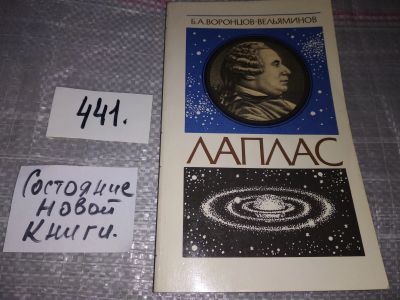 Б.А.ВОРОНЦОВ-ВЕЛЬЯМИНОВ
ЛАПЛАС
441.
Состояние
новой
книги.